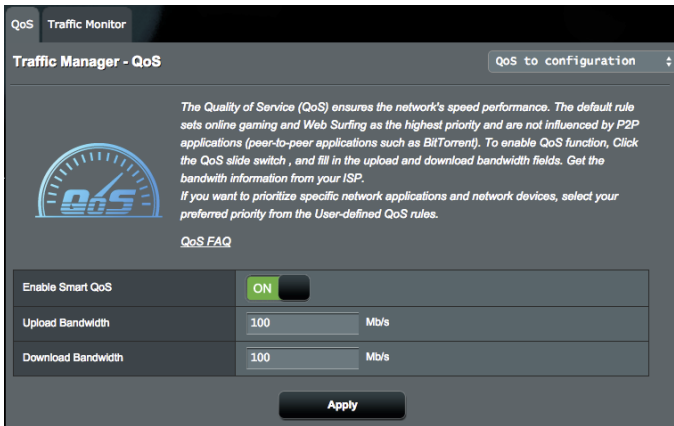 QoS Traffic Monitor
Traffic Manager - QoS QoS to configuration
The Quality of Service (QoS) ensures the network's speed performance. The default rule
sets online gaming and Web Surfing as the highest priority and are not influenced by P2P
applications (peer-to-peer applications such as BitTorrent). To enable QoS function, Click
the QoS slide switch , and fill in the upload and download bandwidth fields. Get the
bandwith information from your ISP.
If you want to prioritize specific network applications and network devices, select your
preferred priority from the User-defined QoS rules.
QoS
QoS FAQ
Enable Smart QoS ON
Upload Bandwidth 100 Mb/s
Download Bandwidth 100 Mb/s
Apply